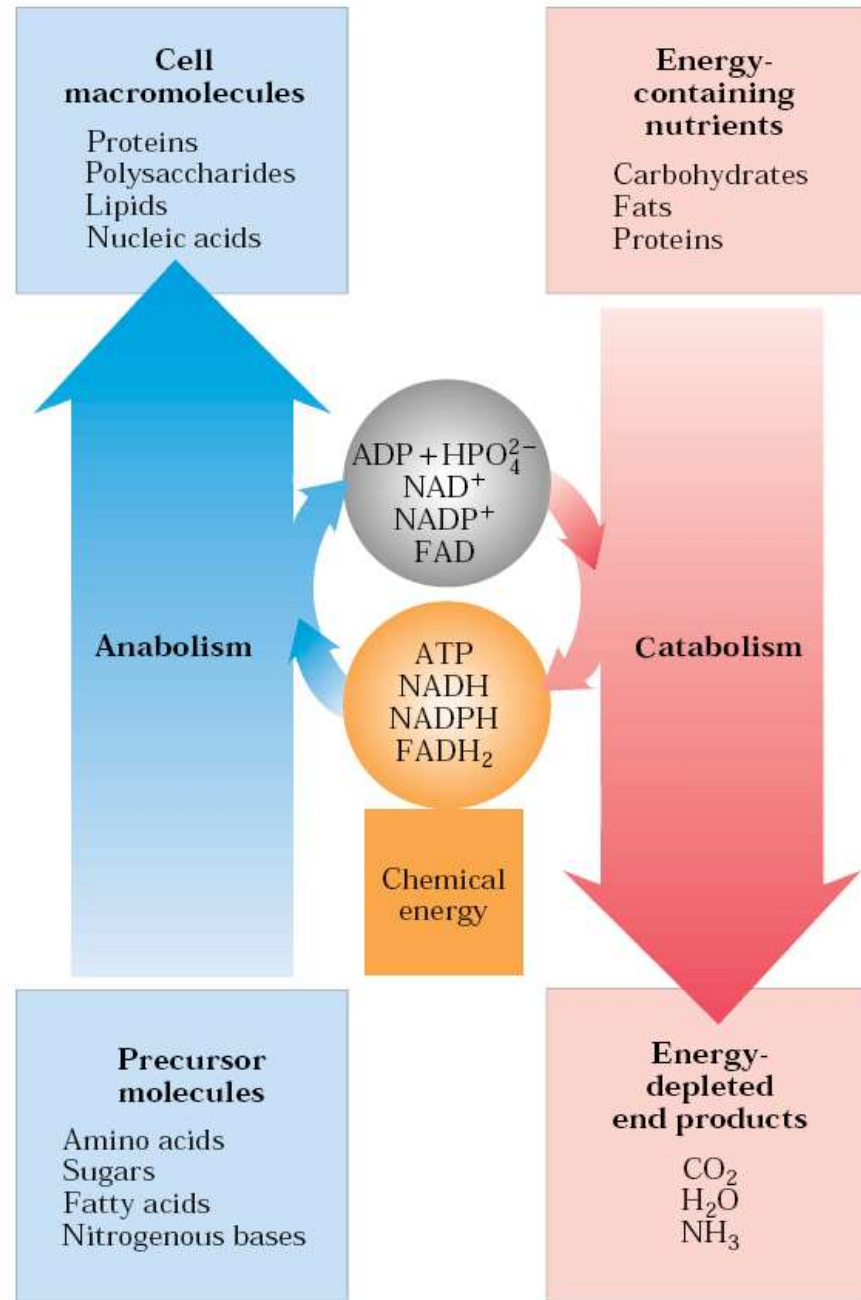 Cell
macromolecules
Proteins
Polysaccharides
Lipids
Nucleic acids
Energy-
containing
nutrients
Carbohydrates
Fats
Proteins
ADP + HPO₄²⁻
NAD⁺
NADP⁺
FAD
Anabolism
ATP
NADH
NADPH
FADH₂
Catabolism
Chemical
energy
Precursor
molecules
Amino acids
Sugars
Fatty acids
Nitrogenous bases
Energy-
depleted
end products
CO₂
H₂O
NH₃